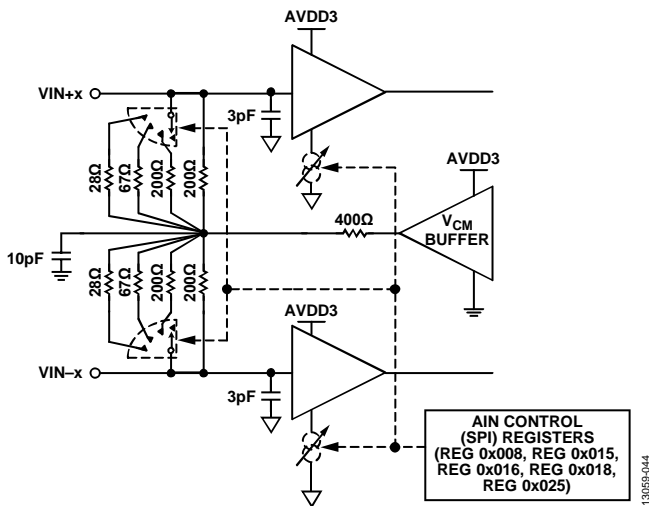 AVDD3
VIN+x
3pF
28Ω
67Ω
200Ω
200Ω
AVDD3
400Ω
V_CM
BUFFER
10pF
28Ω
67Ω
200Ω
200Ω
AVDD3
VIN–x
3pF
AIN CONTROL
(SPI) REGISTERS
(REG 0x008, REG 0x015,
REG 0x016, REG 0x018,
REG 0x025)
13059-044